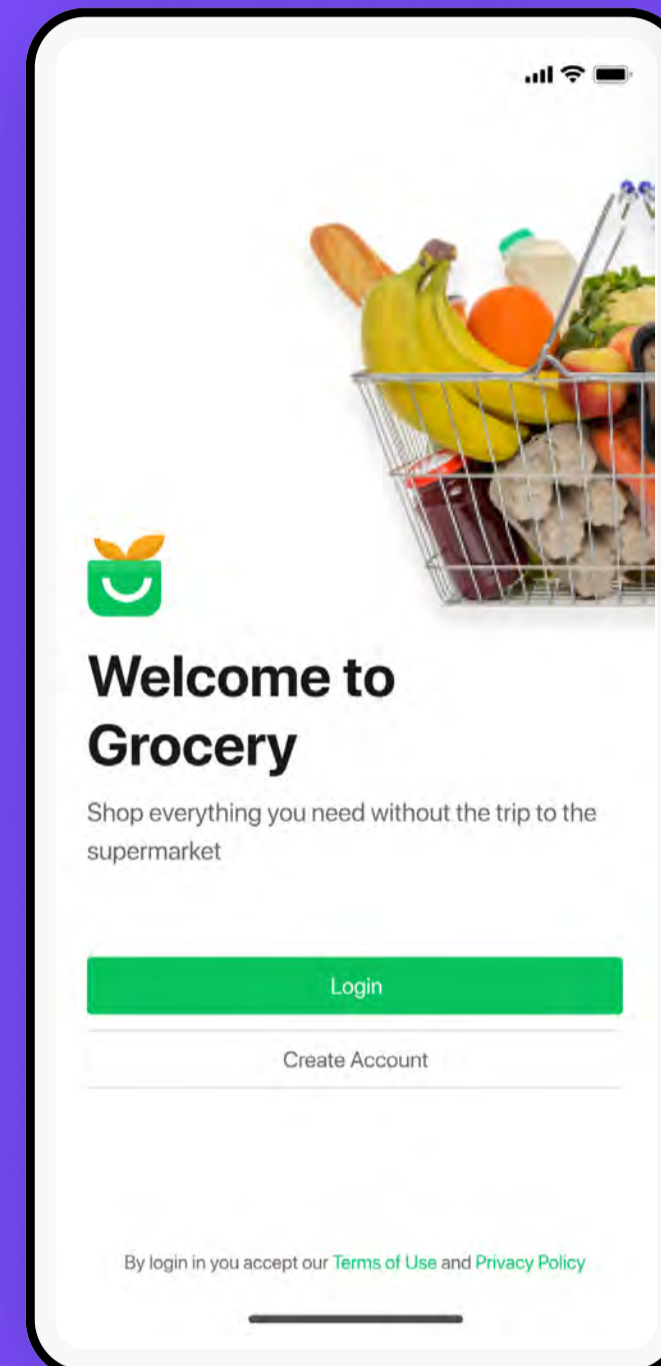 Welcome to
Grocery
Shop everything you need without the trip to the
supermarket
Login
Create Account
By login in you accept our Terms of Use and Privacy Policy